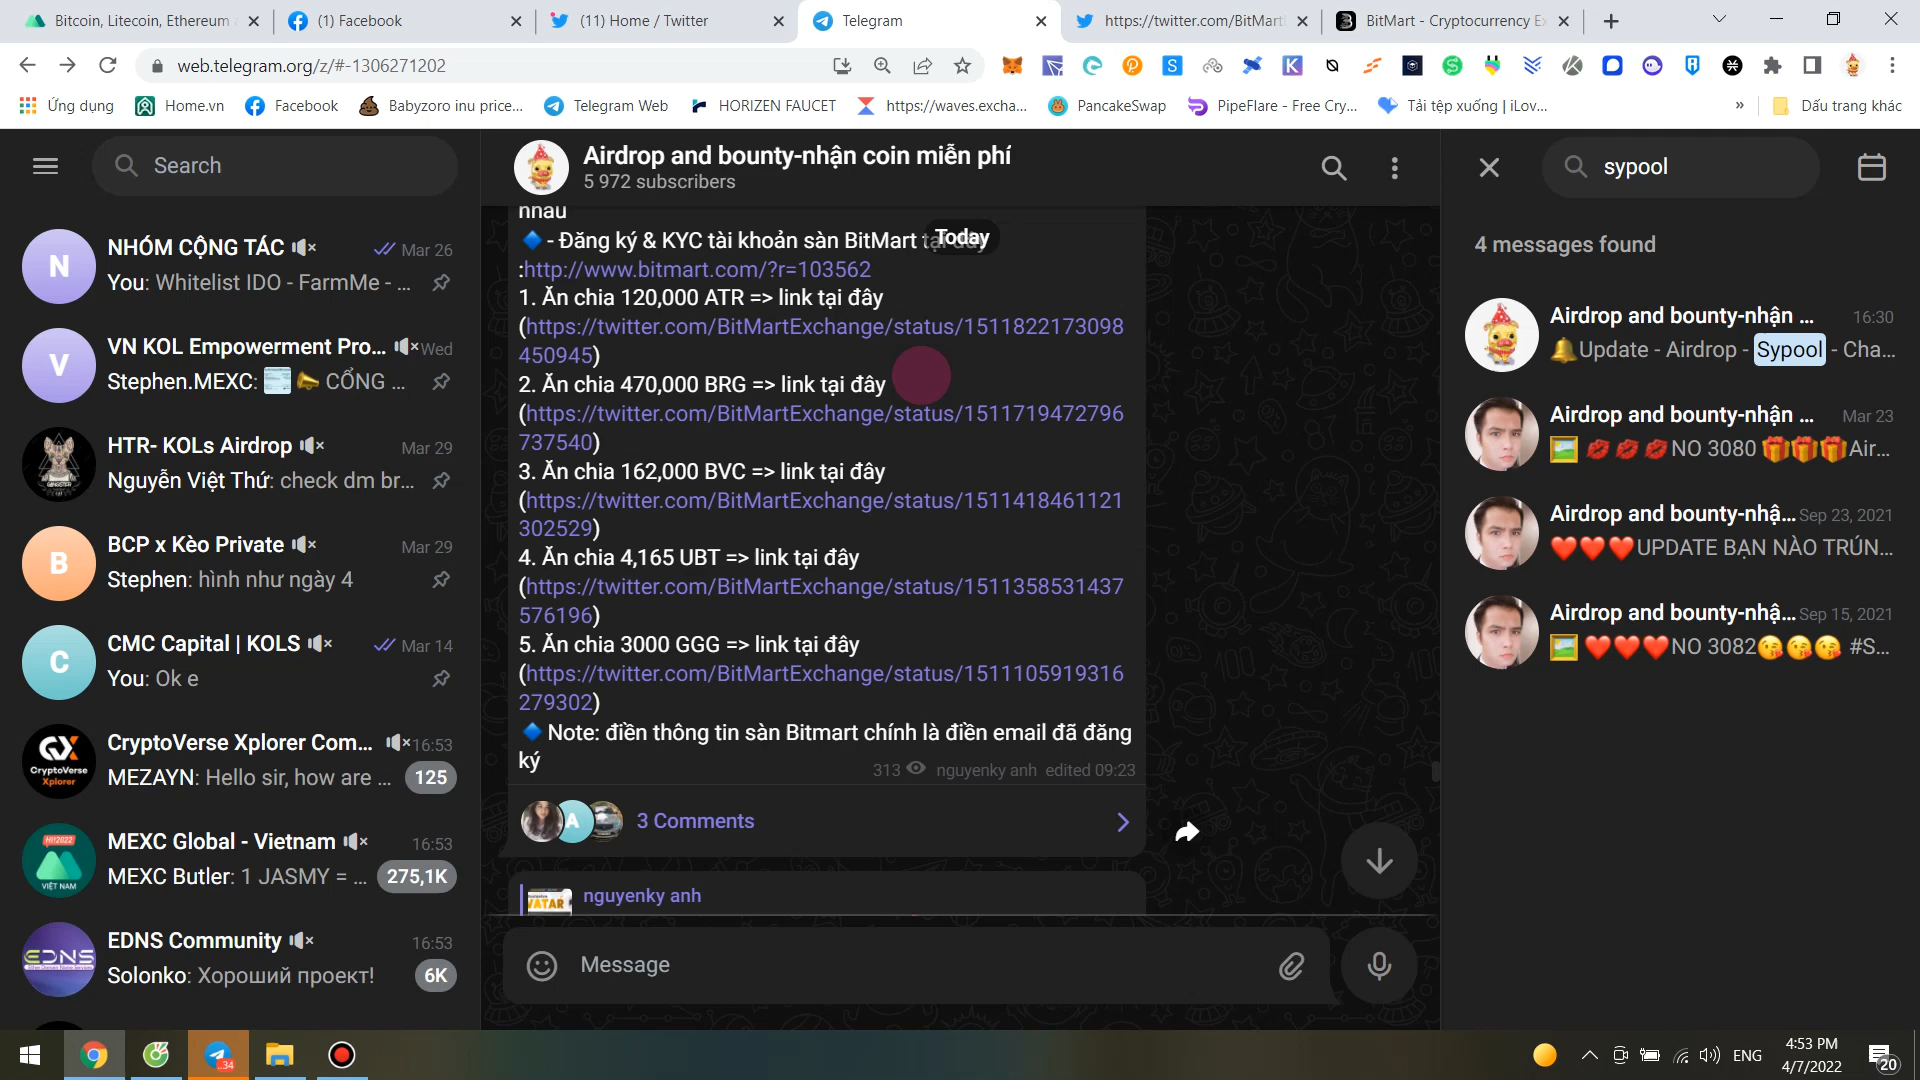 Bitcoin, Litecoin, Ethereum
(1) Facebook
(11) Home / Twitter
Telegram
https://twitter.com/BitMart
BitMart - Cryptocurrency Ex
web.telegram.org/z/#-1306271202
Ứng dụng
Home.vn
Facebook
Babyzoro inu price...
Telegram Web
HORIZEN FAUCET
https://waves.excha...
PancakeSwap
PipeFlare - Free Cry...
Tải tệp xuống | iLov...
»
Dấu trang khác
Search
N
NHÓM CỘNG TÁC
Mar 26
You: Whitelist IDO - FarmMe - ...
V
VN KOL Empowerment Pro...
Wed
Stephen.MEXC: CỔNG ...
HTR- KOLs Airdrop
Mar 29
Nguyễn Việt Thứ: check dm br...
B
BCP x Kèo Private
Mar 29
Stephen: hình như ngày 4
C
CMC Capital | KOLS
Mar 14
You: Ok e
CryptoVerse Xplorer
CryptoVerse Xplorer Com...
16:53
MEZAYN: Hello sir, how are ...
125
VIỆT NAM
MEXC Global - Vietnam
16:53
MEXC Butler: 1 JASMY = ...
275,1K
EDNS
EDNS Community
16:53
Solonko: Хороший проект!
6K
Airdrop and bounty-nhận coin miễn phí
5 972 subscribers
nhau
🔷- Đăng ký & KYC tài khoản sàn BitMart tại đây
Today
:http://www.bitmart.com/?r=103562
1. Ăn chia 120,000 ATR => link tại đây
(https://twitter.com/BitMartExchange/status/1511822173098
450945)
2. Ăn chia 470,000 BRG => link tại đây
(https://twitter.com/BitMartExchange/status/1511719472796
737540)
3. Ăn chia 162,000 BVC => link tại đây
(https://twitter.com/BitMartExchange/status/1511418461121
302529)
4. Ăn chia 4,165 UBT => link tại đây
(https://twitter.com/BitMartExchange/status/1511358531437
576196)
5. Ăn chia 3000 GGG => link tại đây
(https://twitter.com/BitMartExchange/status/1511105919316
279302)
🔷Note: điền thông tin sàn Bitmart chính là điền email đã đăng
ký
313 nguyenky anh edited 09:23
A
3 Comments
nguyenky anh
Message
sypool
4 messages found
Airdrop and bounty-nhận ...
16:30
🔔Update - Airdrop - Sypool - Cha...
Airdrop and bounty-nhận ...
Mar 23
🖼️ 💋💋💋NO 3080 🎁🎁🎁Air...
Airdrop and bounty-nhậ...
Sep 23, 2021
❤️❤️❤️UPDATE BẠN NÀO TRÚN...
Airdrop and bounty-nhậ...
Sep 15, 2021
🖼️ ❤️❤️❤️NO 3082😘😘😘 #S...
..34
ENG
4:53 PM
4/7/2022
20